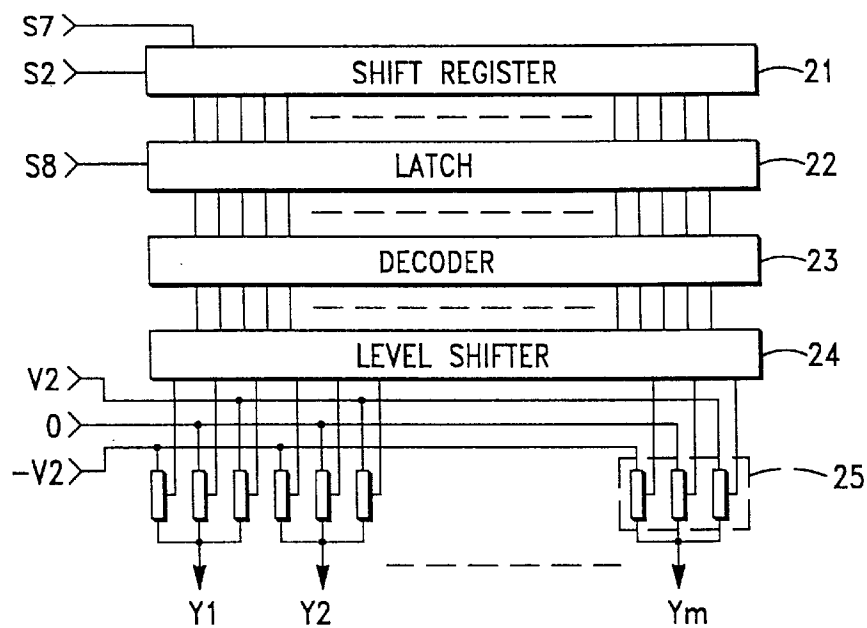 S7
S2
SHIFT REGISTER
21
S8
LATCH
22
DECODER
23
LEVEL SHIFTER
24
V2
0
-V2
25
Y1
Y2
Ym